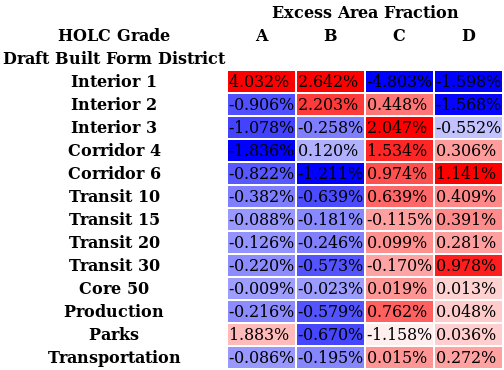 Excess Area Fraction
HOLC Grade A B C D
Draft Built Form District
Interior 1 4.032% 2.642% -4.803% -1.598%
Interior 2 -0.906% 2.203% 0.448% -1.568%
Interior 3 -1.078% -0.258% 2.047% -0.552%
Corridor 4 -1.836% 0.120% 1.534% 0.306%
Corridor 6 -0.822% -1.211% 0.974% 1.141%
Transit 10 -0.382% -0.639% 0.639% 0.409%
Transit 15 -0.088% -0.181% -0.115% 0.391%
Transit 20 -0.126% -0.246% 0.099% 0.281%
Transit 30 -0.220% -0.573% -0.170% 0.978%
Core 50 -0.009% -0.023% 0.019% 0.013%
Production -0.216% -0.579% 0.762% 0.048%
Parks 1.883% -0.670% -1.158% 0.036%
Transportation -0.086% -0.195% 0.015% 0.272%